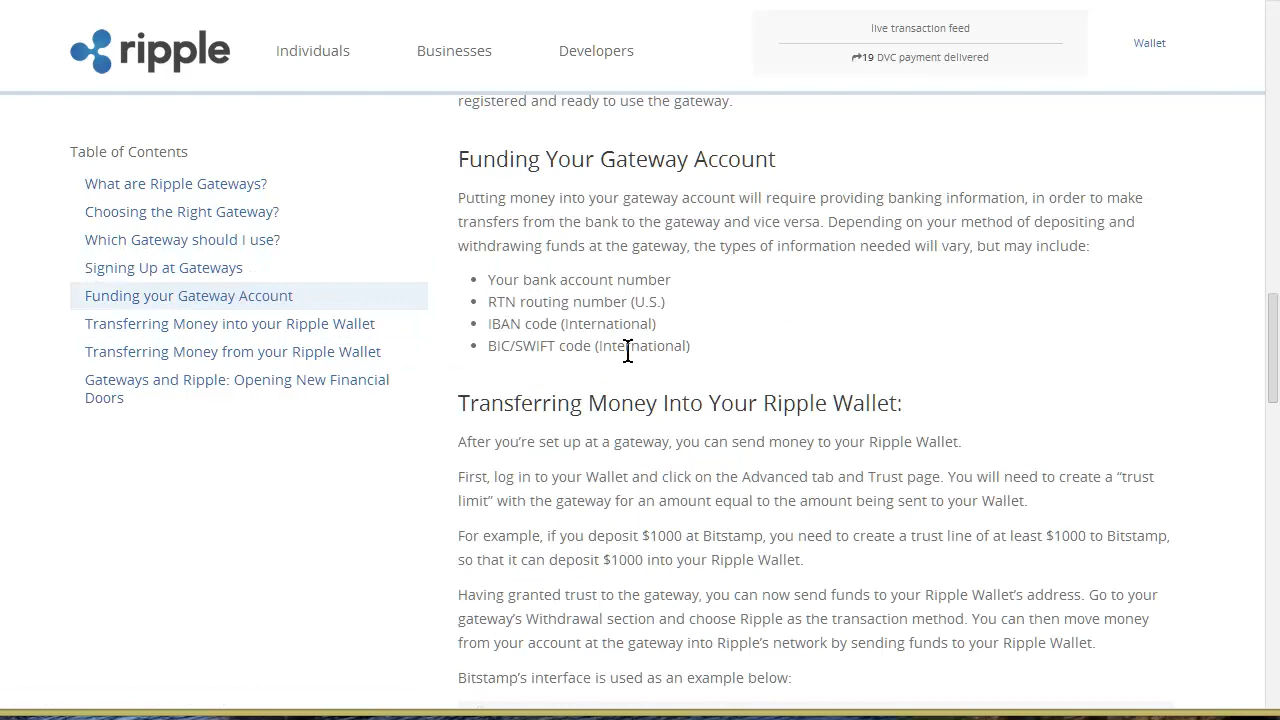 ripple
Individuals
Businesses
Developers
live transaction feed
19 DVC payment delivered
Wallet
Table of Contents
What are Ripple Gateways?
Choosing the Right Gateway?
Which Gateway should I use?
Signing Up at Gateways
Funding your Gateway Account
Transferring Money into your Ripple Wallet
Transferring Money from your Ripple Wallet
Gateways and Ripple: Opening New Financial
Doors
registered and ready to use the gateway.
Funding Your Gateway Account
Putting money into your gateway account will require providing banking information, in order to make
transfers from the bank to the gateway and vice versa. Depending on your method of depositing and
withdrawing funds at the gateway, the types of information needed will vary, but may include:
• Your bank account number
• RTN routing number (U.S.)
• IBAN code (International)
• BIC/SWIFT code (International)
Transferring Money Into Your Ripple Wallet:
After you’re set up at a gateway, you can send money to your Ripple Wallet.
First, log in to your Wallet and click on the Advanced tab and Trust page. You will need to create a “trust
limit” with the gateway for an amount equal to the amount being sent to your Wallet.
For example, if you deposit $1000 at Bitstamp, you need to create a trust line of at least $1000 to Bitstamp,
so that it can deposit $1000 into your Ripple Wallet.
Having granted trust to the gateway, you can now send funds to your Ripple Wallet’s address. Go to your
gateway’s Withdrawal section and choose Ripple as the transaction method. You can then move money
from your account at the gateway into Ripple’s network by sending funds to your Ripple Wallet.
Bitstamp’s interface is used as an example below: